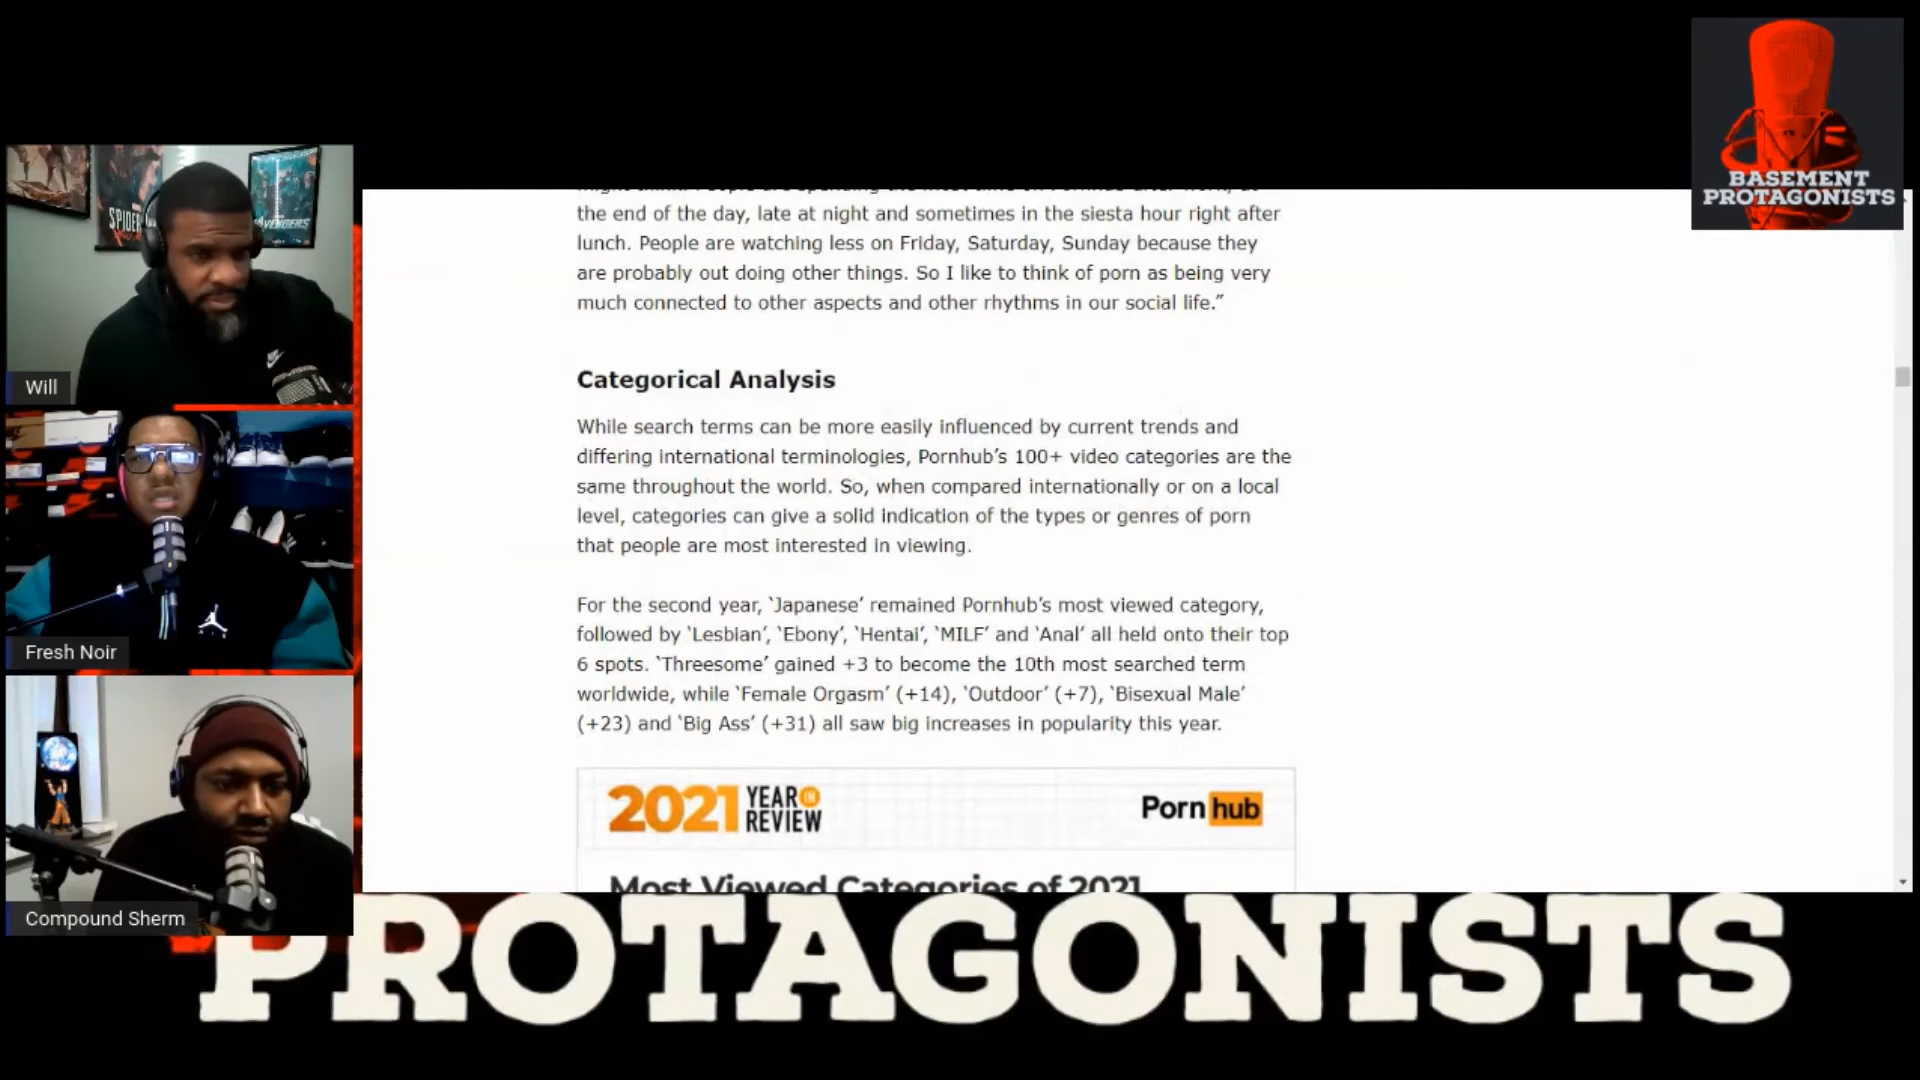 BASEMENT
PROTAGONISTS
SPIDER
AVENGERS
Will
Fresh Noir
Compound Sherm
the end of the day, late at night and sometimes in the siesta hour right after
lunch. People are watching less on Friday, Saturday, Sunday because they
are probably out doing other things. So I like to think of porn as being very
much connected to other aspects and other rhythms in our social life.”
Categorical Analysis
While search terms can be more easily influenced by current trends and
differing international terminologies, Pornhub’s 100+ video categories are the
same throughout the world. So, when compared internationally or on a local
level, categories can give a solid indication of the types or genres of porn
that people are most interested in viewing.
For the second year, ‘Japanese’ remained Pornhub’s most viewed category,
followed by ‘Lesbian’, ‘Ebony’, ‘Hentai’, ‘MILF’ and ‘Anal’ all held onto their top
6 spots. ‘Threesome’ gained +3 to become the 10th most searched term
worldwide, while ‘Female Orgasm’ (+14), ‘Outdoor’ (+7), ‘Bisexual Male’
(+23) and ‘Big Ass’ (+31) all saw big increases in popularity this year.
2021 YEAR IN REVIEW
Pornhub
Most Viewed Categories of 2021
PROTAGONISTS